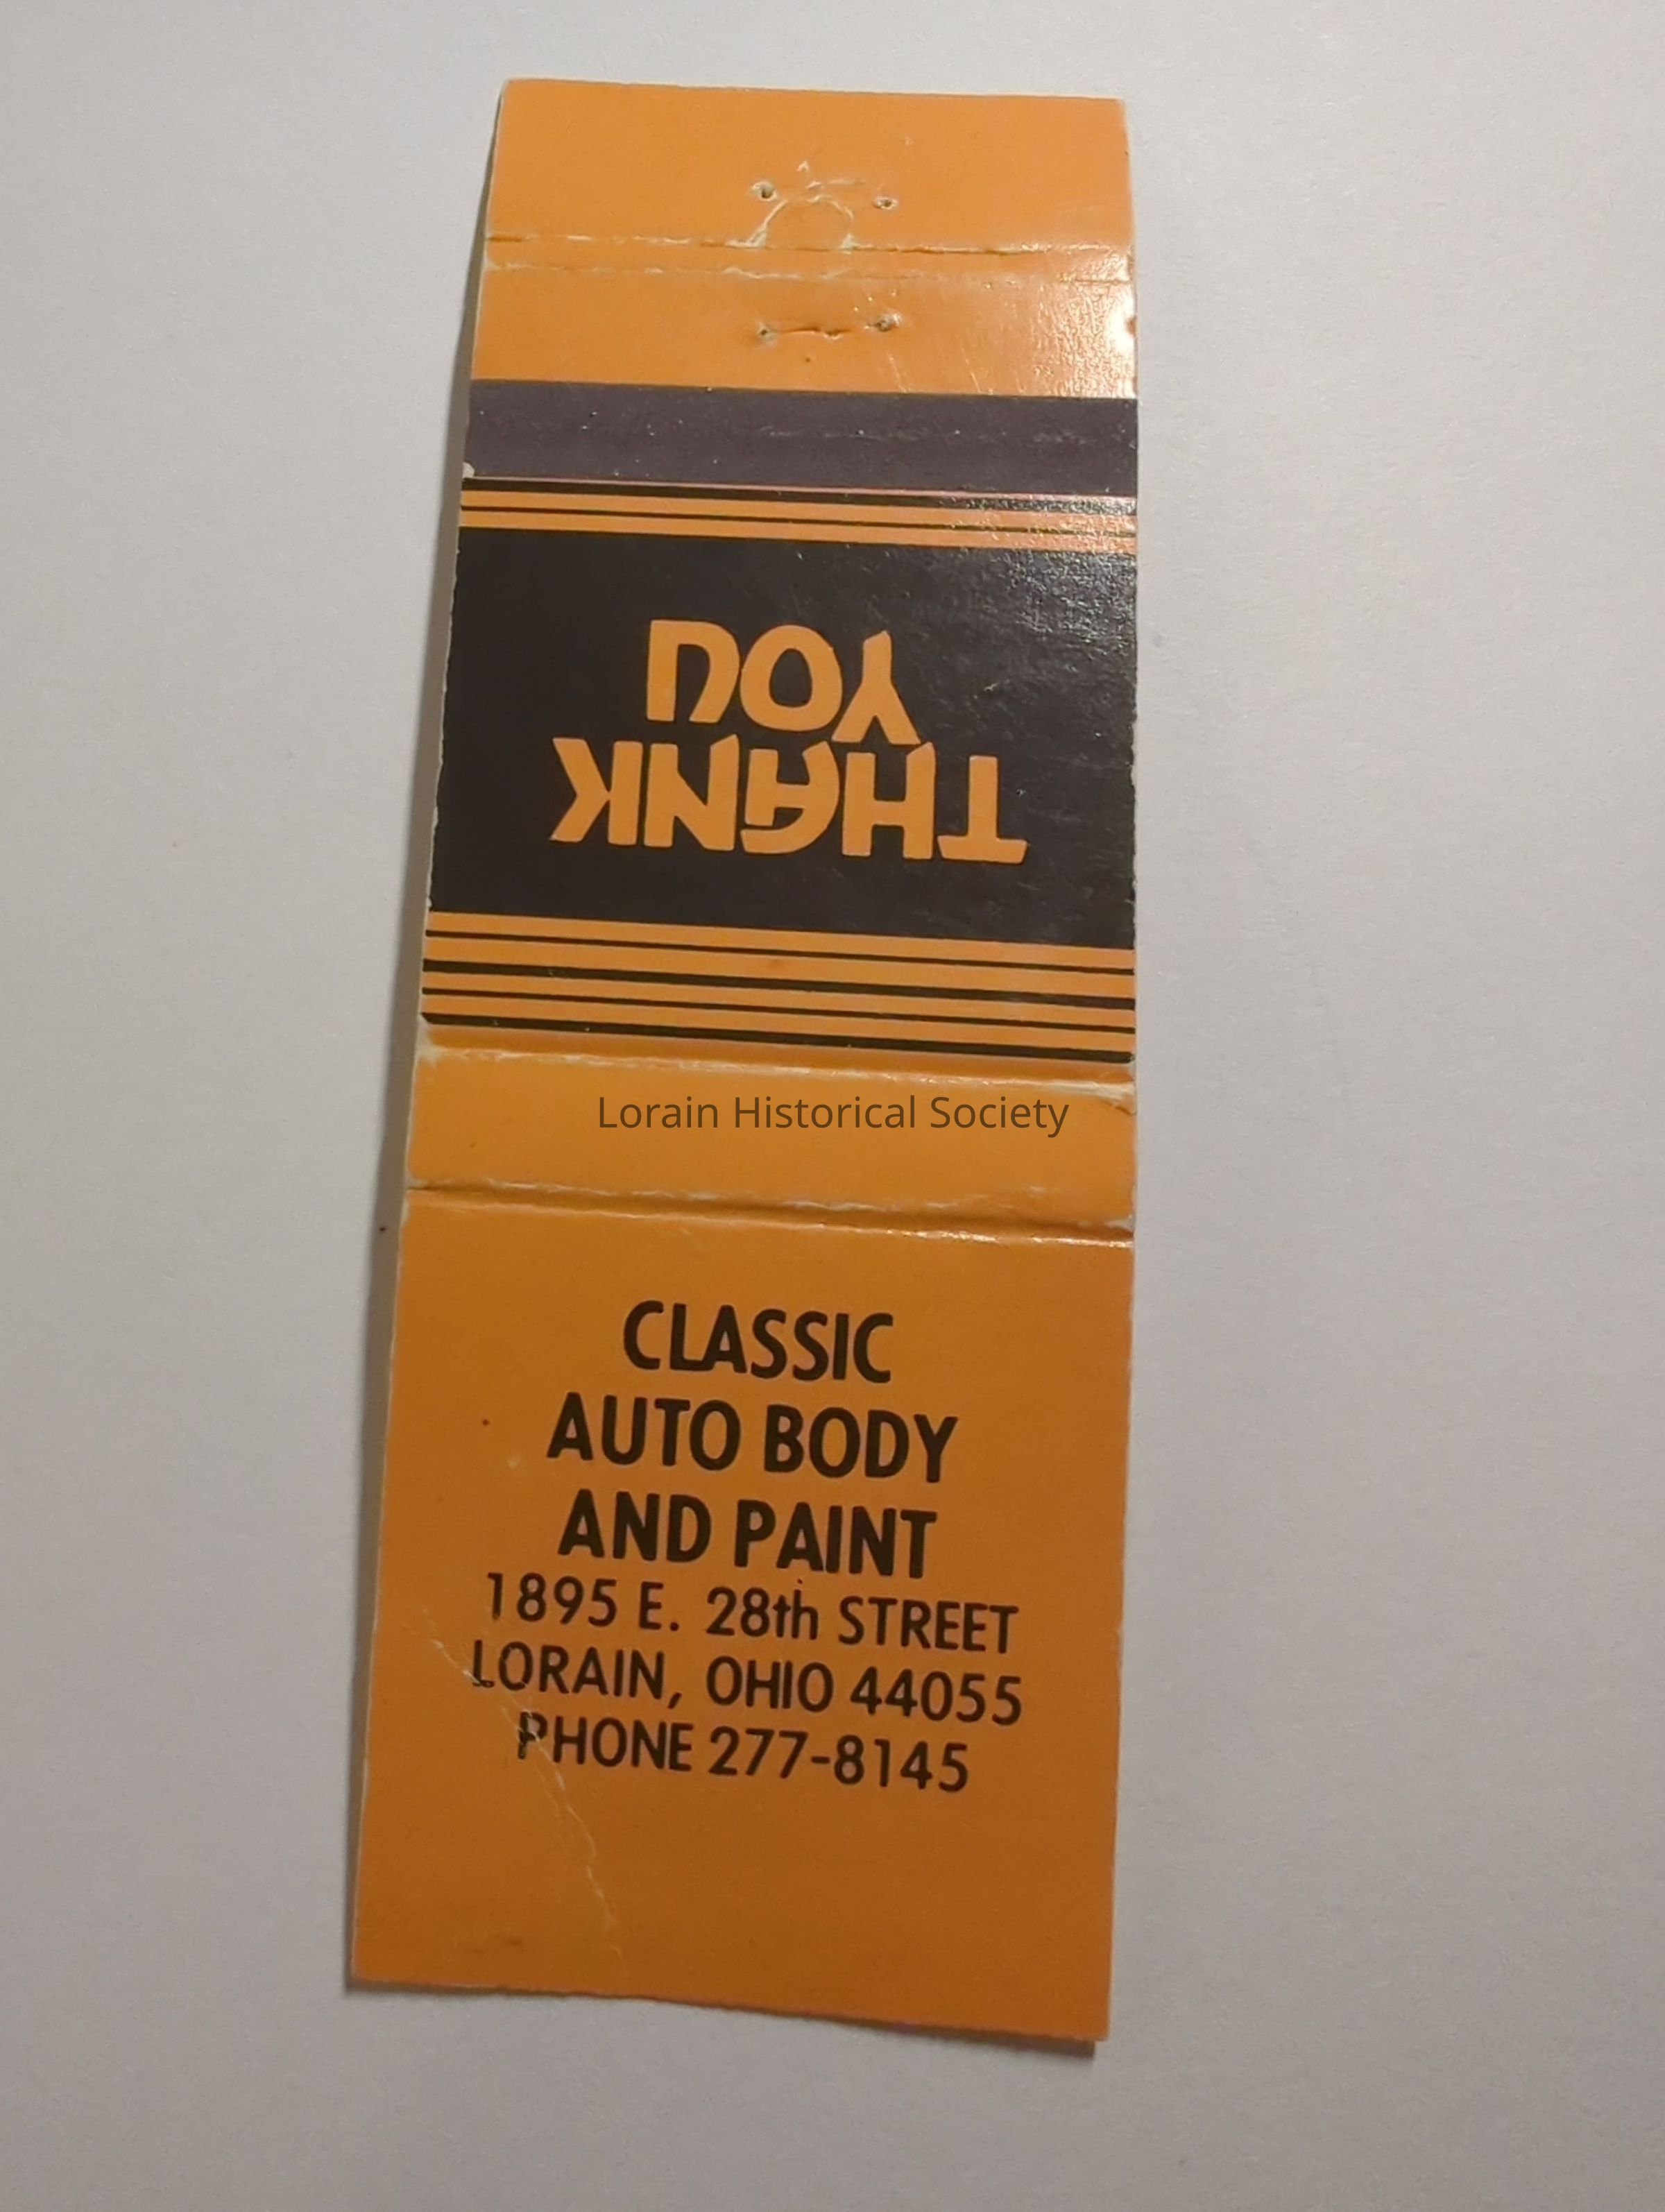 THANK
YOU
Lorain Historical Society
CLASSIC
AUTO BODY
AND PAINT
1895 E. 28th STREET
LORAIN, OHIO 44055
PHONE 277-8145